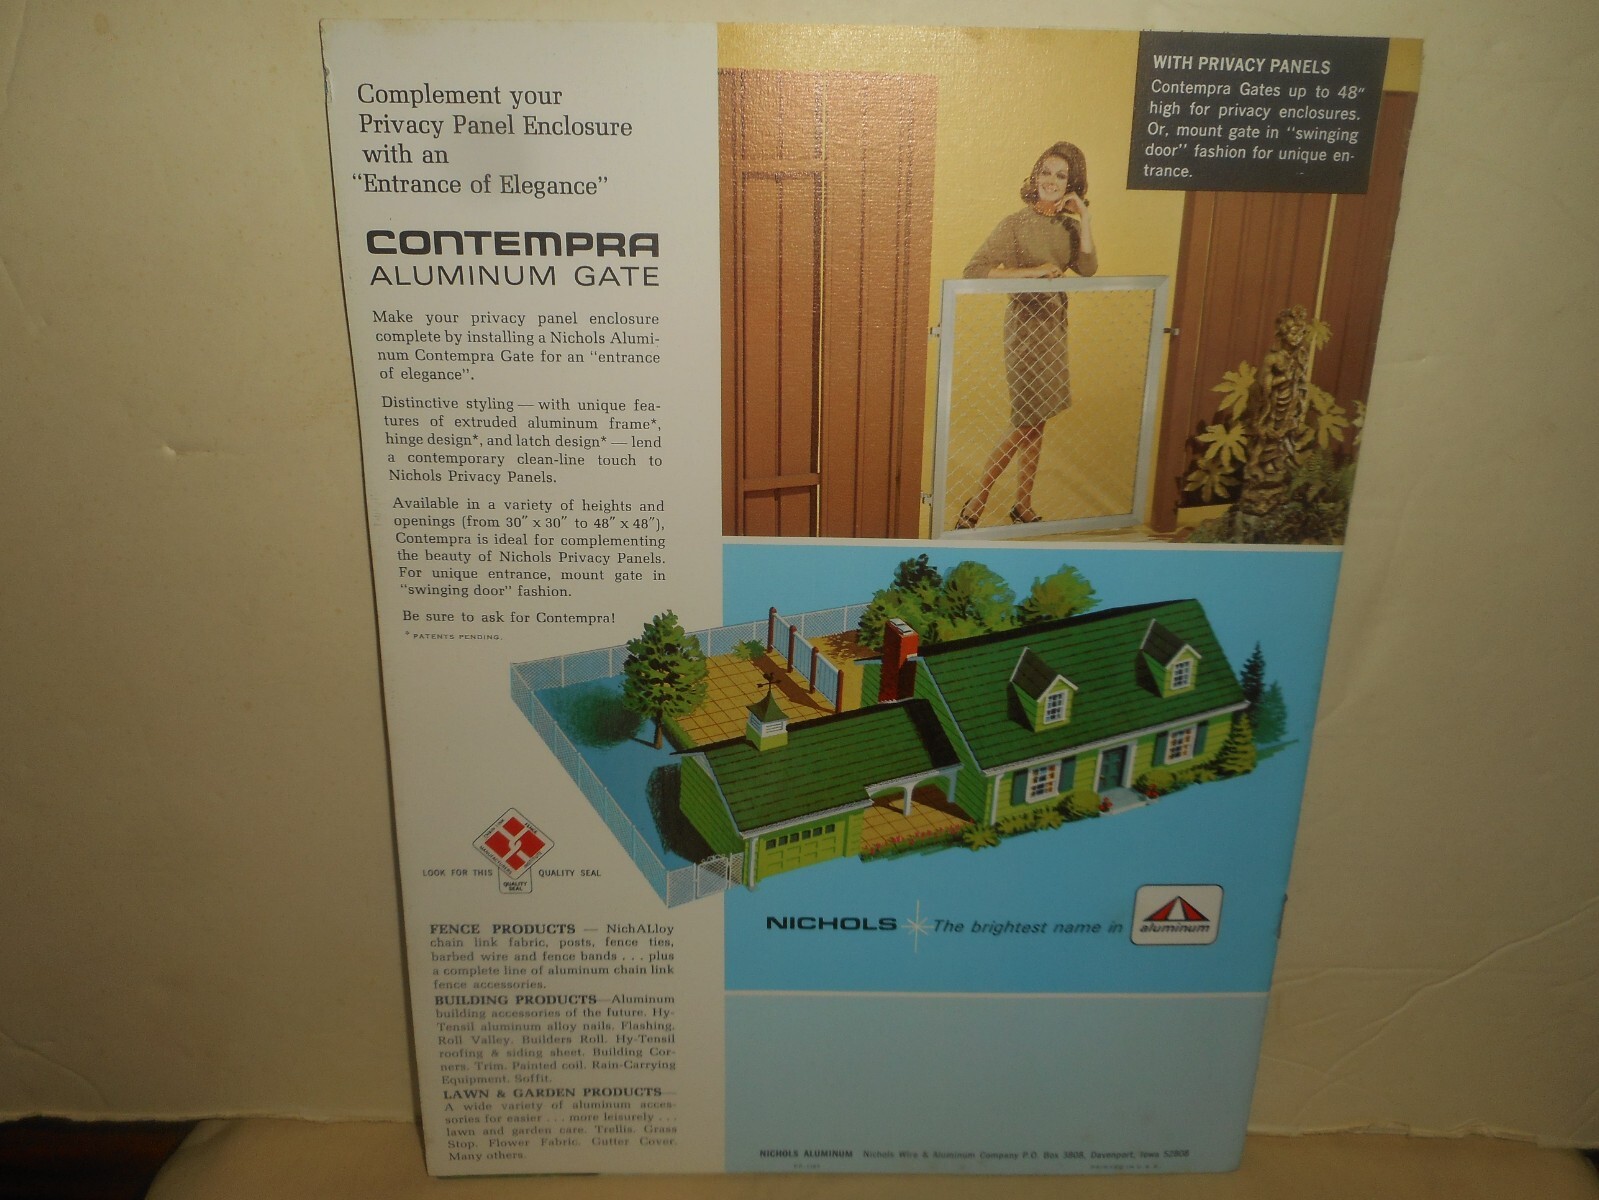 Complement your
Privacy Panel Enclosure
with an
"Entrance of Elegance"
CONTEMPRA
ALUMINUM GATE
Make your privacy panel enclosure
complete by installing a Nichols Alumi-
num Contempra Gate for an "entrance
of elegance".
Distinctive styling — with unique fea-
tures of extruded aluminum frame*,
hinge design*, and latch design* — lend
a contemporary clean-line touch to
Nichols Privacy Panels.
Available in a variety of heights and
openings (from 30" x 30" to 48" x 48"),
Contempra is ideal for complementing
the beauty of Nichols Privacy Panels.
For unique entrance, mount gate in
"swinging door" fashion.
Be sure to ask for Contempra!
* PATENTS PENDING.
CHAIN LINK FENCE
MANUFACTURERS INSTITUTE
LOOK FOR THIS QUALITY SEAL
QUALITY
SEAL
FENCE PRODUCTS — NichALloy
chain link fabric, posts, fence ties,
barbed wire and fence bands . . . plus
a complete line of aluminum chain link
fence accessories.
BUILDING PRODUCTS—Aluminum
building accessories of the future. Hy-
Tensil aluminum alloy nails. Flashing.
Roll Valley. Builders Roll. Hy-Tensil
roofing & siding sheet. Building Cor-
ners. Trim. Painted coil. Rain-Carrying
Equipment. Soffit.
LAWN & GARDEN PRODUCTS—
A wide variety of aluminum acces-
sories for easier . . . more leisurely . . .
lawn and garden care. Trellis. Grass
Stop. Flower Fabric. Gutter Cover.
Many others.
WITH PRIVACY PANELS
Contempra Gates up to 48"
high for privacy enclosures.
Or, mount gate in "swinging
door" fashion for unique en-
trance.
NICHOLS The brightest name in
aluminum
NICHOLS ALUMINUM Nichols Wire & Aluminum Company P.O. Box 3808, Davenport, Iowa 52808
PRINTED IN U.S.A.